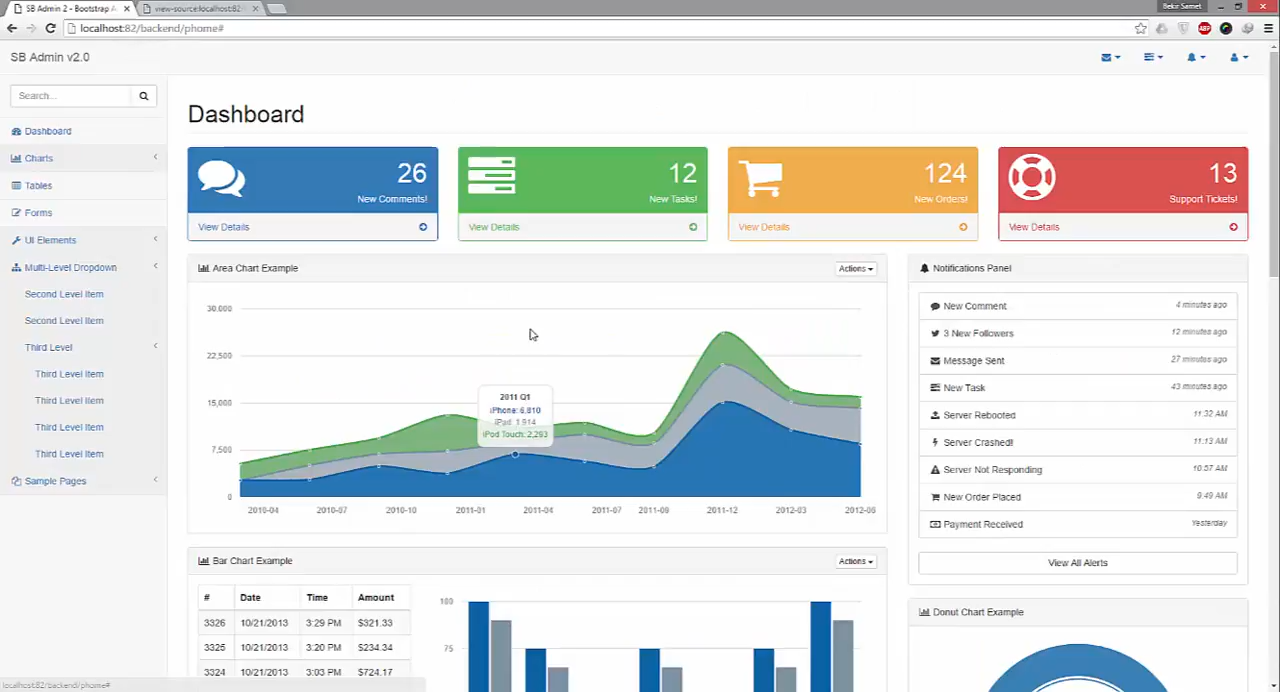 SB Admin 2 - Bootstrap A
view-source:localhost:82
Bekir Samet
localhost:82/backend/phome#
SB Admin v2.0
Search...
Dashboard
Charts
Tables
Forms
UI Elements
Multi-Level Dropdown
Second Level Item
Second Level Item
Third Level
Third Level Item
Third Level Item
Third Level Item
Third Level Item
Sample Pages
Dashboard
26
New Comments!
View Details
12
New Tasks!
View Details
124
New Orders!
View Details
13
Support Tickets!
View Details
Area Chart Example
Actions
30,000
22,500
15,000
7,500
0
2011 Q1
iPhone: 6,810
iPad: 1,914
iPod Touch: 2,293
2010-04 2010-07 2010-10 2011-01 2011-04 2011-07 2011-09 2011-12 2012-03 2012-06
Notifications Panel
New Comment 4 minutes ago
3 New Followers 12 minutes ago
Message Sent 27 minutes ago
New Task 43 minutes ago
Server Rebooted 11:32 AM
Server Crashed! 11:13 AM
Server Not Responding 10:57 AM
New Order Placed 9:49 AM
Payment Received Yesterday
View All Alerts
Bar Chart Example
Actions
# Date Time Amount
3326 10/21/2013 3:29 PM $321.33
3325 10/21/2013 3:20 PM $234.34
3324 10/21/2013 3:03 PM $724.17
100
75
Donut Chart Example
localhost:82/backend/phome#